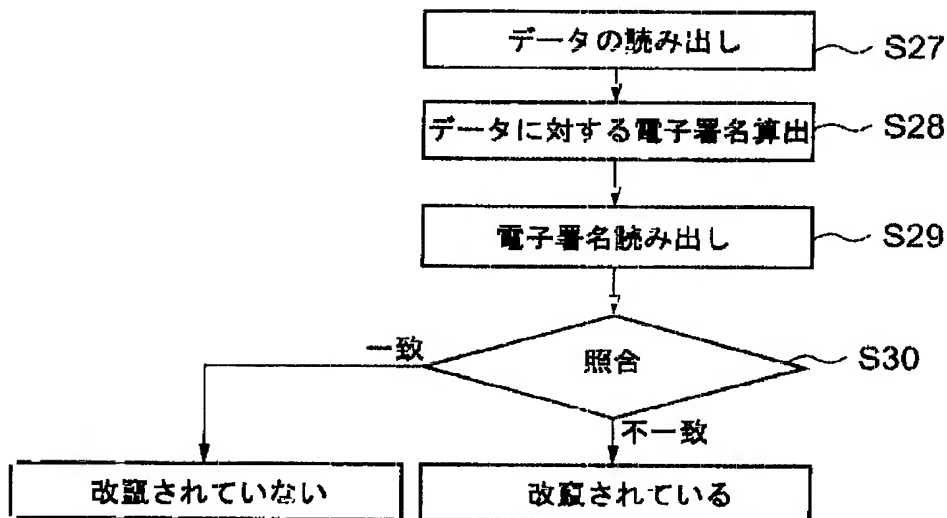 データの読み出し
S27
データに対する電子署名算出
S28
電子署名読み出し
S29
一致
照合
S30
不一致
改竄されていない
改竄されている